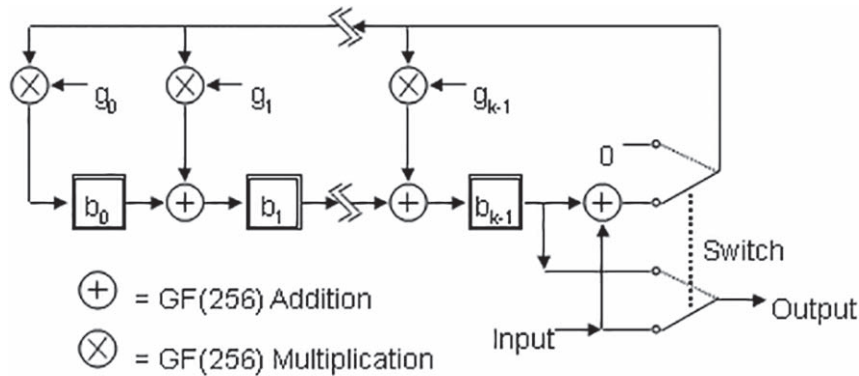 g₀
g₁
gₖ₋₁
0
b₀
b₁
bₖ₋₁
Switch
Output
Input
= GF(256) Addition
= GF(256) Multiplication